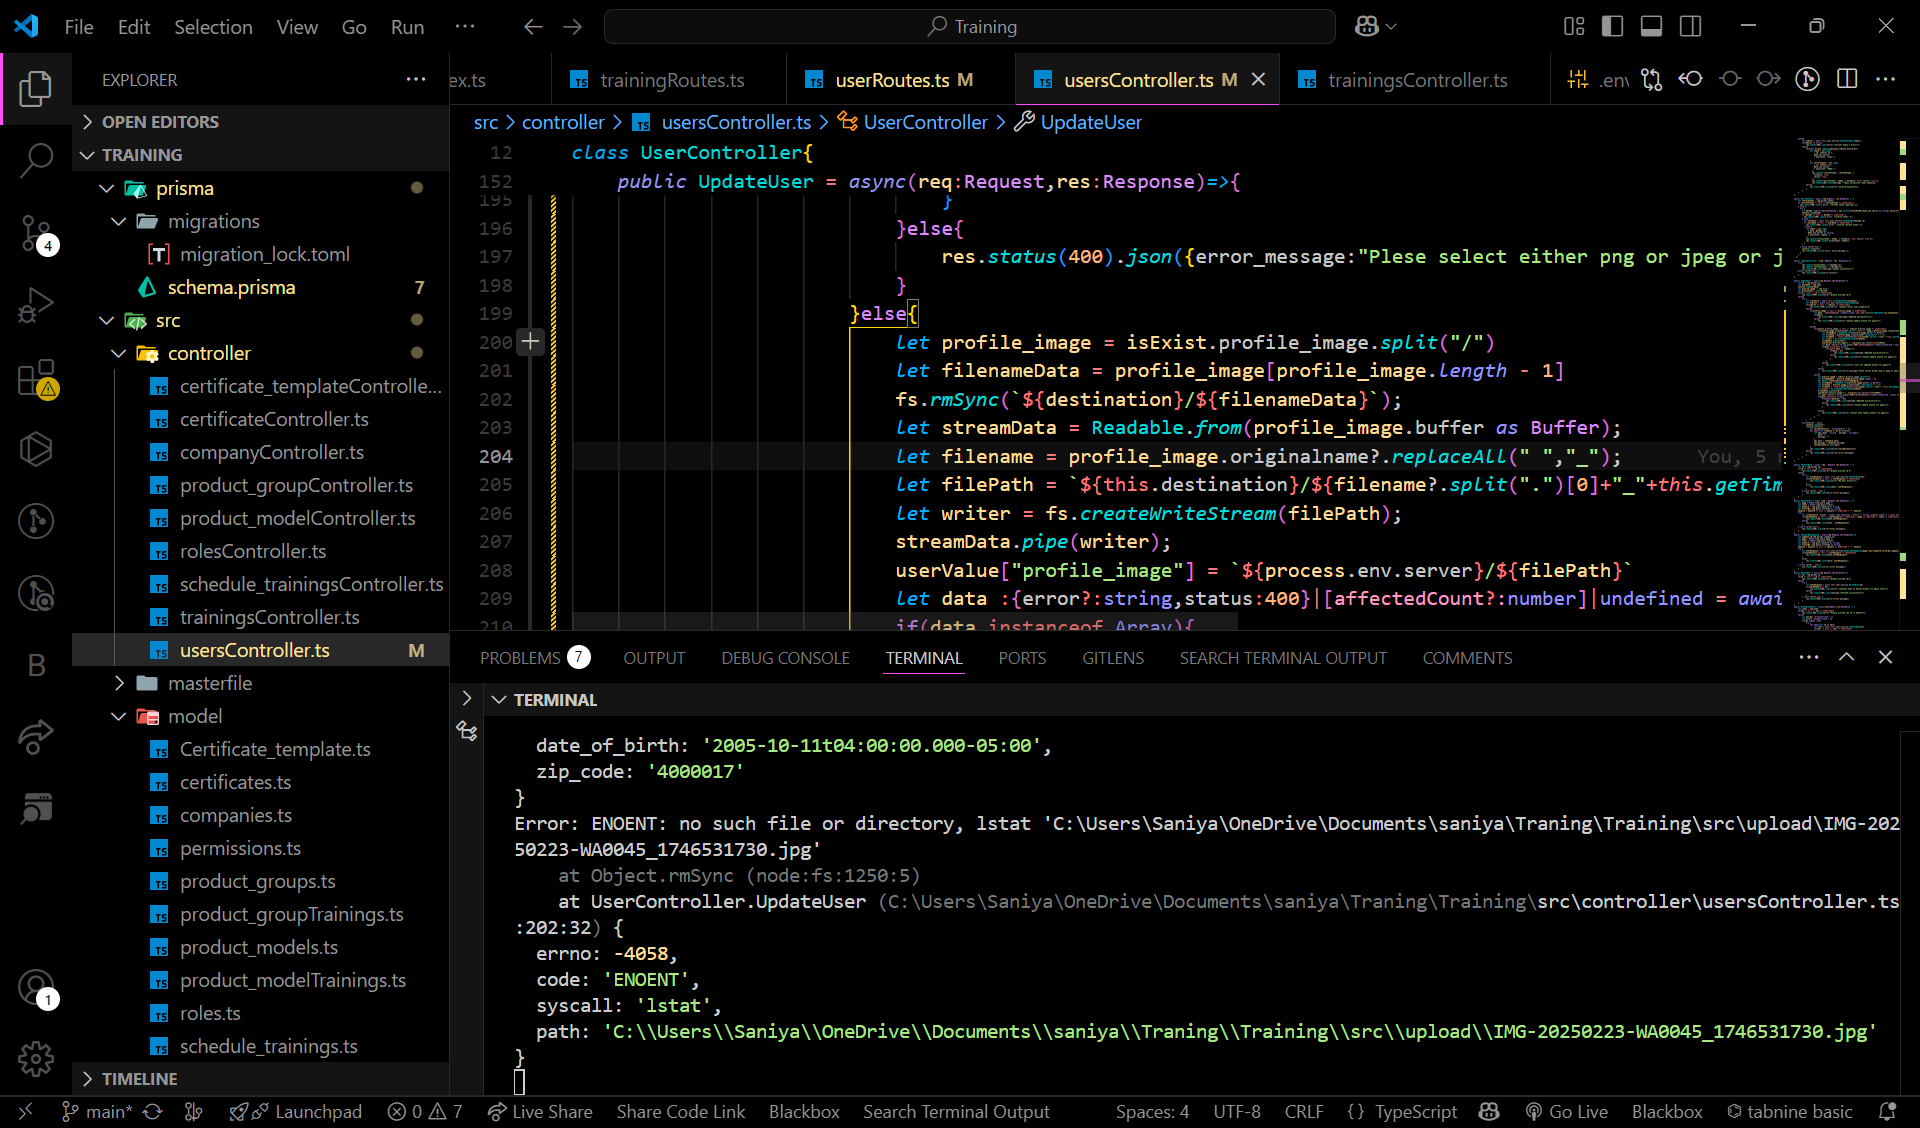 File Edit Selection View Go Run ··· Training
EXPLORER ···
OPEN EDITORS
TRAINING
prisma
migrations
migration_lock.toml
schema.prisma 7
src
controller
certificate_templateControlle...
certificateController.ts
companyController.ts
product_groupController.ts
product_modelController.ts
rolesController.ts
schedule_trainingsController.ts
trainingsController.ts
usersController.ts M
masterfile
model
Certificate_template.ts
certificates.ts
companies.ts
permissions.ts
product_groups.ts
product_groupTrainings.ts
product_models.ts
product_modelTrainings.ts
roles.ts
schedule_trainings.ts
TIMELINE
4
1
ex.ts trainingRoutes.ts userRoutes.ts M usersController.ts M trainingsController.ts .env
src > controller > usersController.ts > UserController > UpdateUser
12 class UserController{
152 public UpdateUser = async(req:Request,res:Response)=>{
195 }
196 }else{
197 res.status(400).json({error_message:"Plese select either png or jpeg or j
198 }
199 }else{
200 let profile_image = isExist.profile_image.split("/")
201 let filenameData = profile_image[profile_image.length - 1]
202 fs.rmSync(`${destination}/${filenameData}`);
203 let streamData = Readable.from(profile_image.buffer as Buffer);
204 let filename = profile_image.originalname?.replaceAll(" ","_"); You, 5
205 let filePath = `${this.destination}/${filename?.split(".")[0]+"_"+this.getTim
206 let writer = fs.createWriteStream(filePath);
207 streamData.pipe(writer);
208 userValue["profile_image"] = `${process.env.server}/${filePath}`
209 let data :{error?:string,status:400}|[affectedCount?:number]|undefined = awai
210 if(data instanceof Array){
PROBLEMS 7 OUTPUT DEBUG CONSOLE TERMINAL PORTS GITLENS SEARCH TERMINAL OUTPUT COMMENTS
TERMINAL
date_of_birth: '2005-10-11t04:00:00.000-05:00',
zip_code: '4000017'
}
Error: ENOENT: no such file or directory, lstat 'C:\Users\Saniya\OneDrive\Documents\saniya\Traning\Training\src\upload\IMG-202
50223-WA0045_1746531730.jpg'
at Object.rmSync (node:fs:1250:5)
at UserController.UpdateUser (C:\Users\Saniya\OneDrive\Documents\saniya\Traning\Training\src\controller\usersController.ts
:202:32) {
errno: -4058,
code: 'ENOENT',
syscall: 'lstat',
path: 'C:\\Users\\Saniya\\OneDrive\\Documents\\saniya\\Traning\\Training\\src\\upload\\IMG-20250223-WA0045_1746531730.jpg'
}
main* Launchpad 0 7 Live Share Share Code Link Blackbox Search Terminal Output Spaces: 4 UTF-8 CRLF {} TypeScript Go Live Blackbox tabnine basic